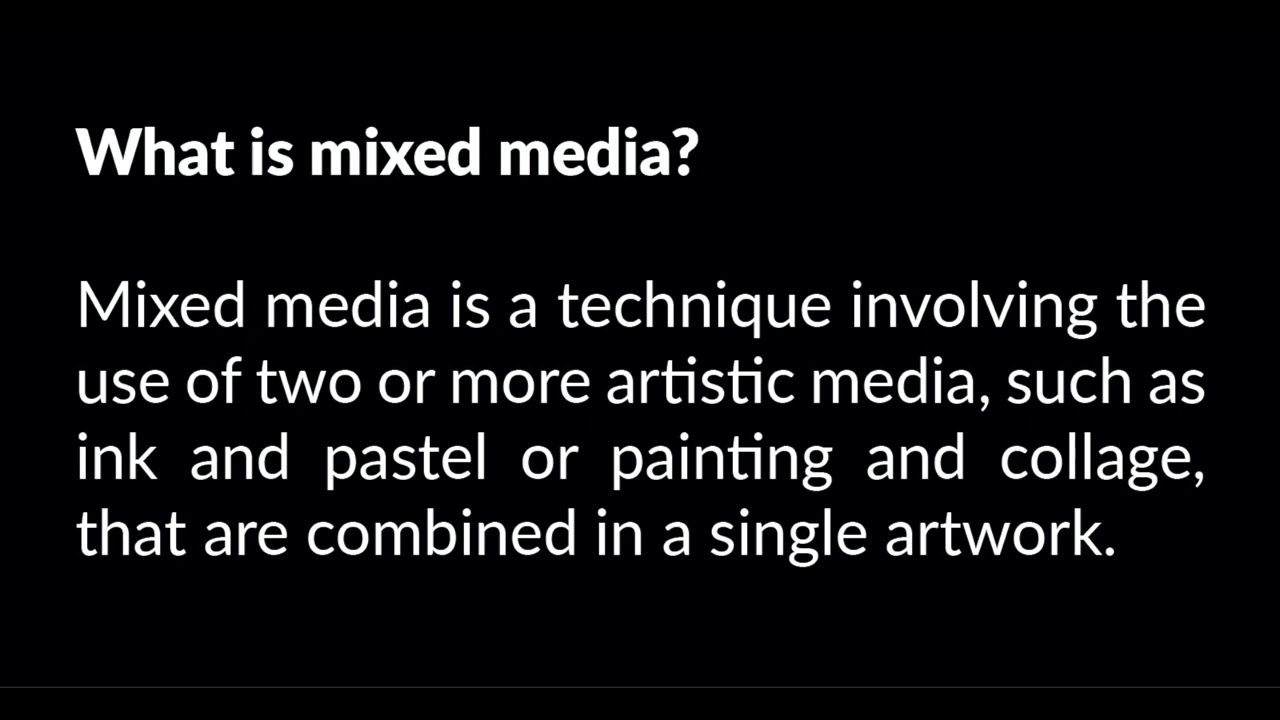 What is mixed media?
Mixed media is a technique involving the
use of two or more artistic media, such as
ink and pastel or painting and collage,
that are combined in a single artwork.